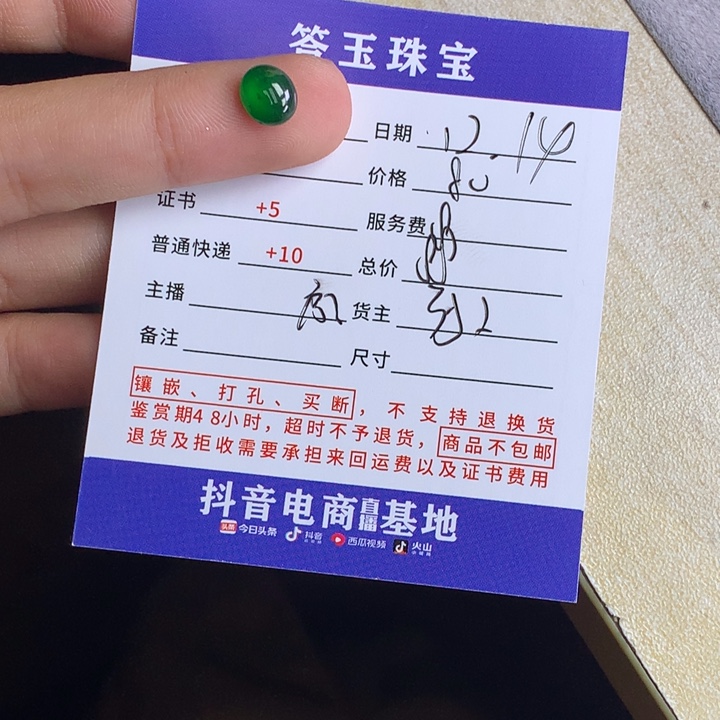 答玉珠宝
日期 12.14
价格 80
证书 +5 服务费
普通快递 +10 总价
主播 货主
备注 尺寸
镶嵌、打孔、买断，不支持退换货
鉴赏期48小时，超时不予退货，商品不包邮
退货及拒收需要承担来回运费以及证书费用
抖音电商直播基地
头条 今日头条 抖音 西瓜视频 火山